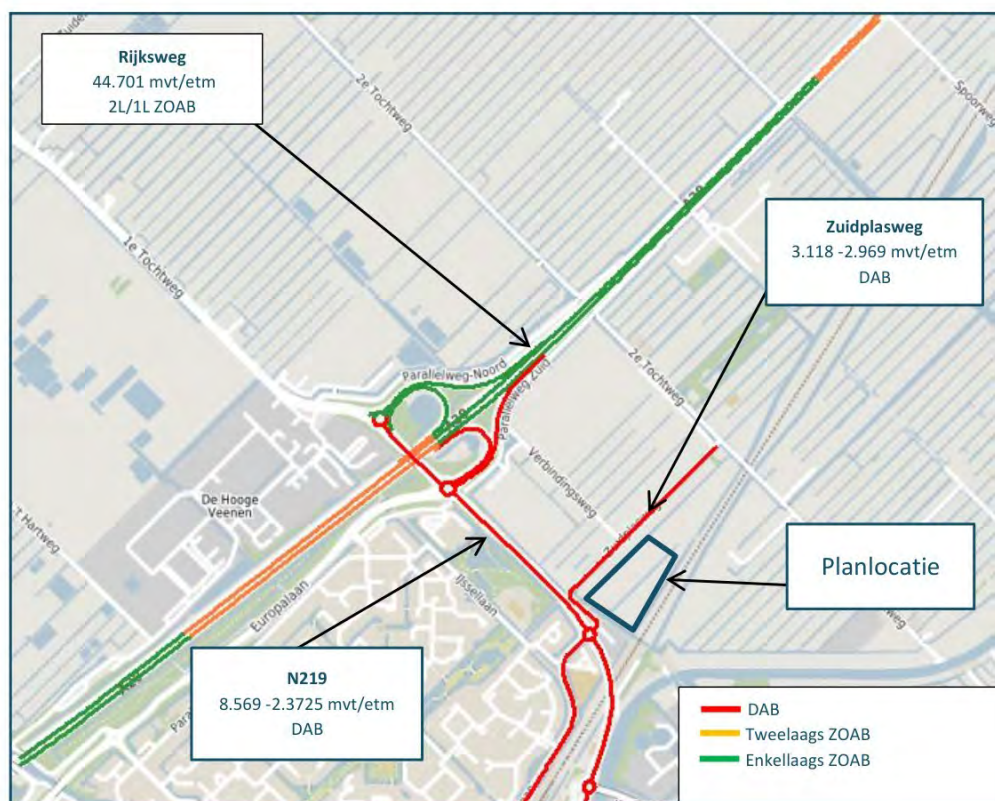 Rijksweg
44.701 mvt/etm
2L/1L ZOAB
2e Tochtweg
Spoorweg
Zuidplasweg
3.118 -2.969 mvt/etm
DAB
1e Tochtweg
Parallelweg-Noord
Parallelweg Zuid
2e Tochtweg
Verbindingsweg
De Hooge
Veenen
't Hartweg
Europalaan
IJssellaan
Planlocatie
N219
8.569 -2.3725 mvt/etm
DAB
DAB
Tweelaags ZOAB
Enkellaags ZOAB